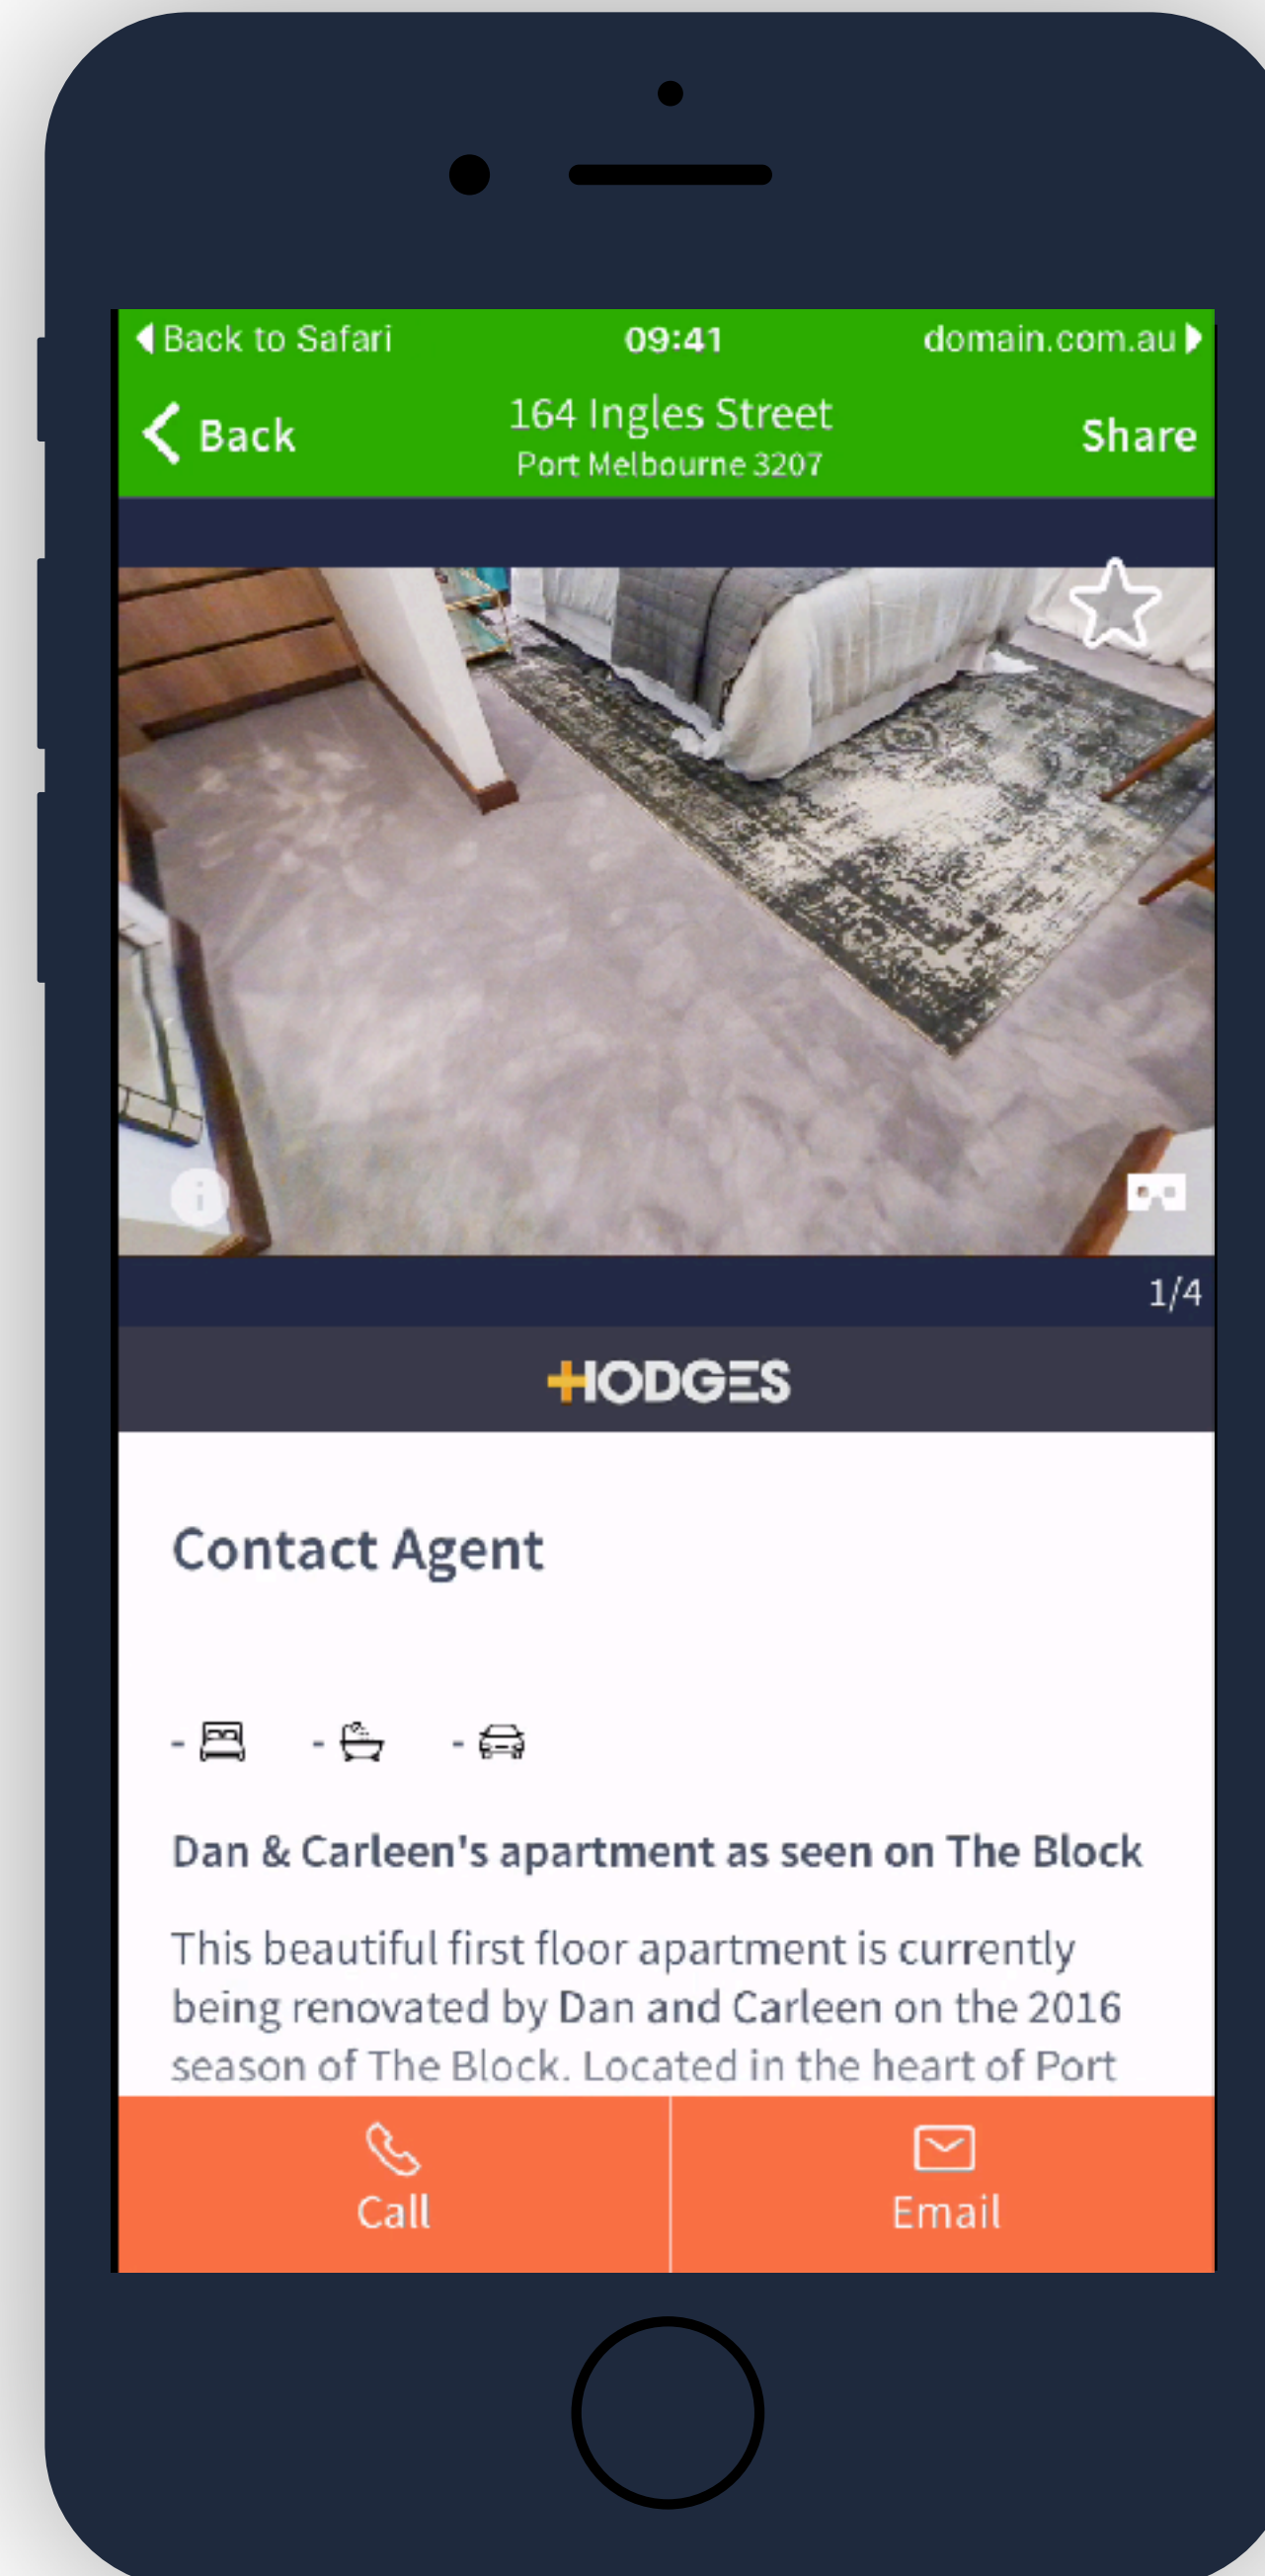 Back to Safari 09:41 domain.com.au
Back 164 Ingles Street Share
Port Melbourne 3207
i
1/4
HODGES
Contact Agent
- - -
Dan & Carleen's apartment as seen on The Block
This beautiful first floor apartment is currently
being renovated by Dan and Carleen on the 2016
season of The Block. Located in the heart of Port
Call Email